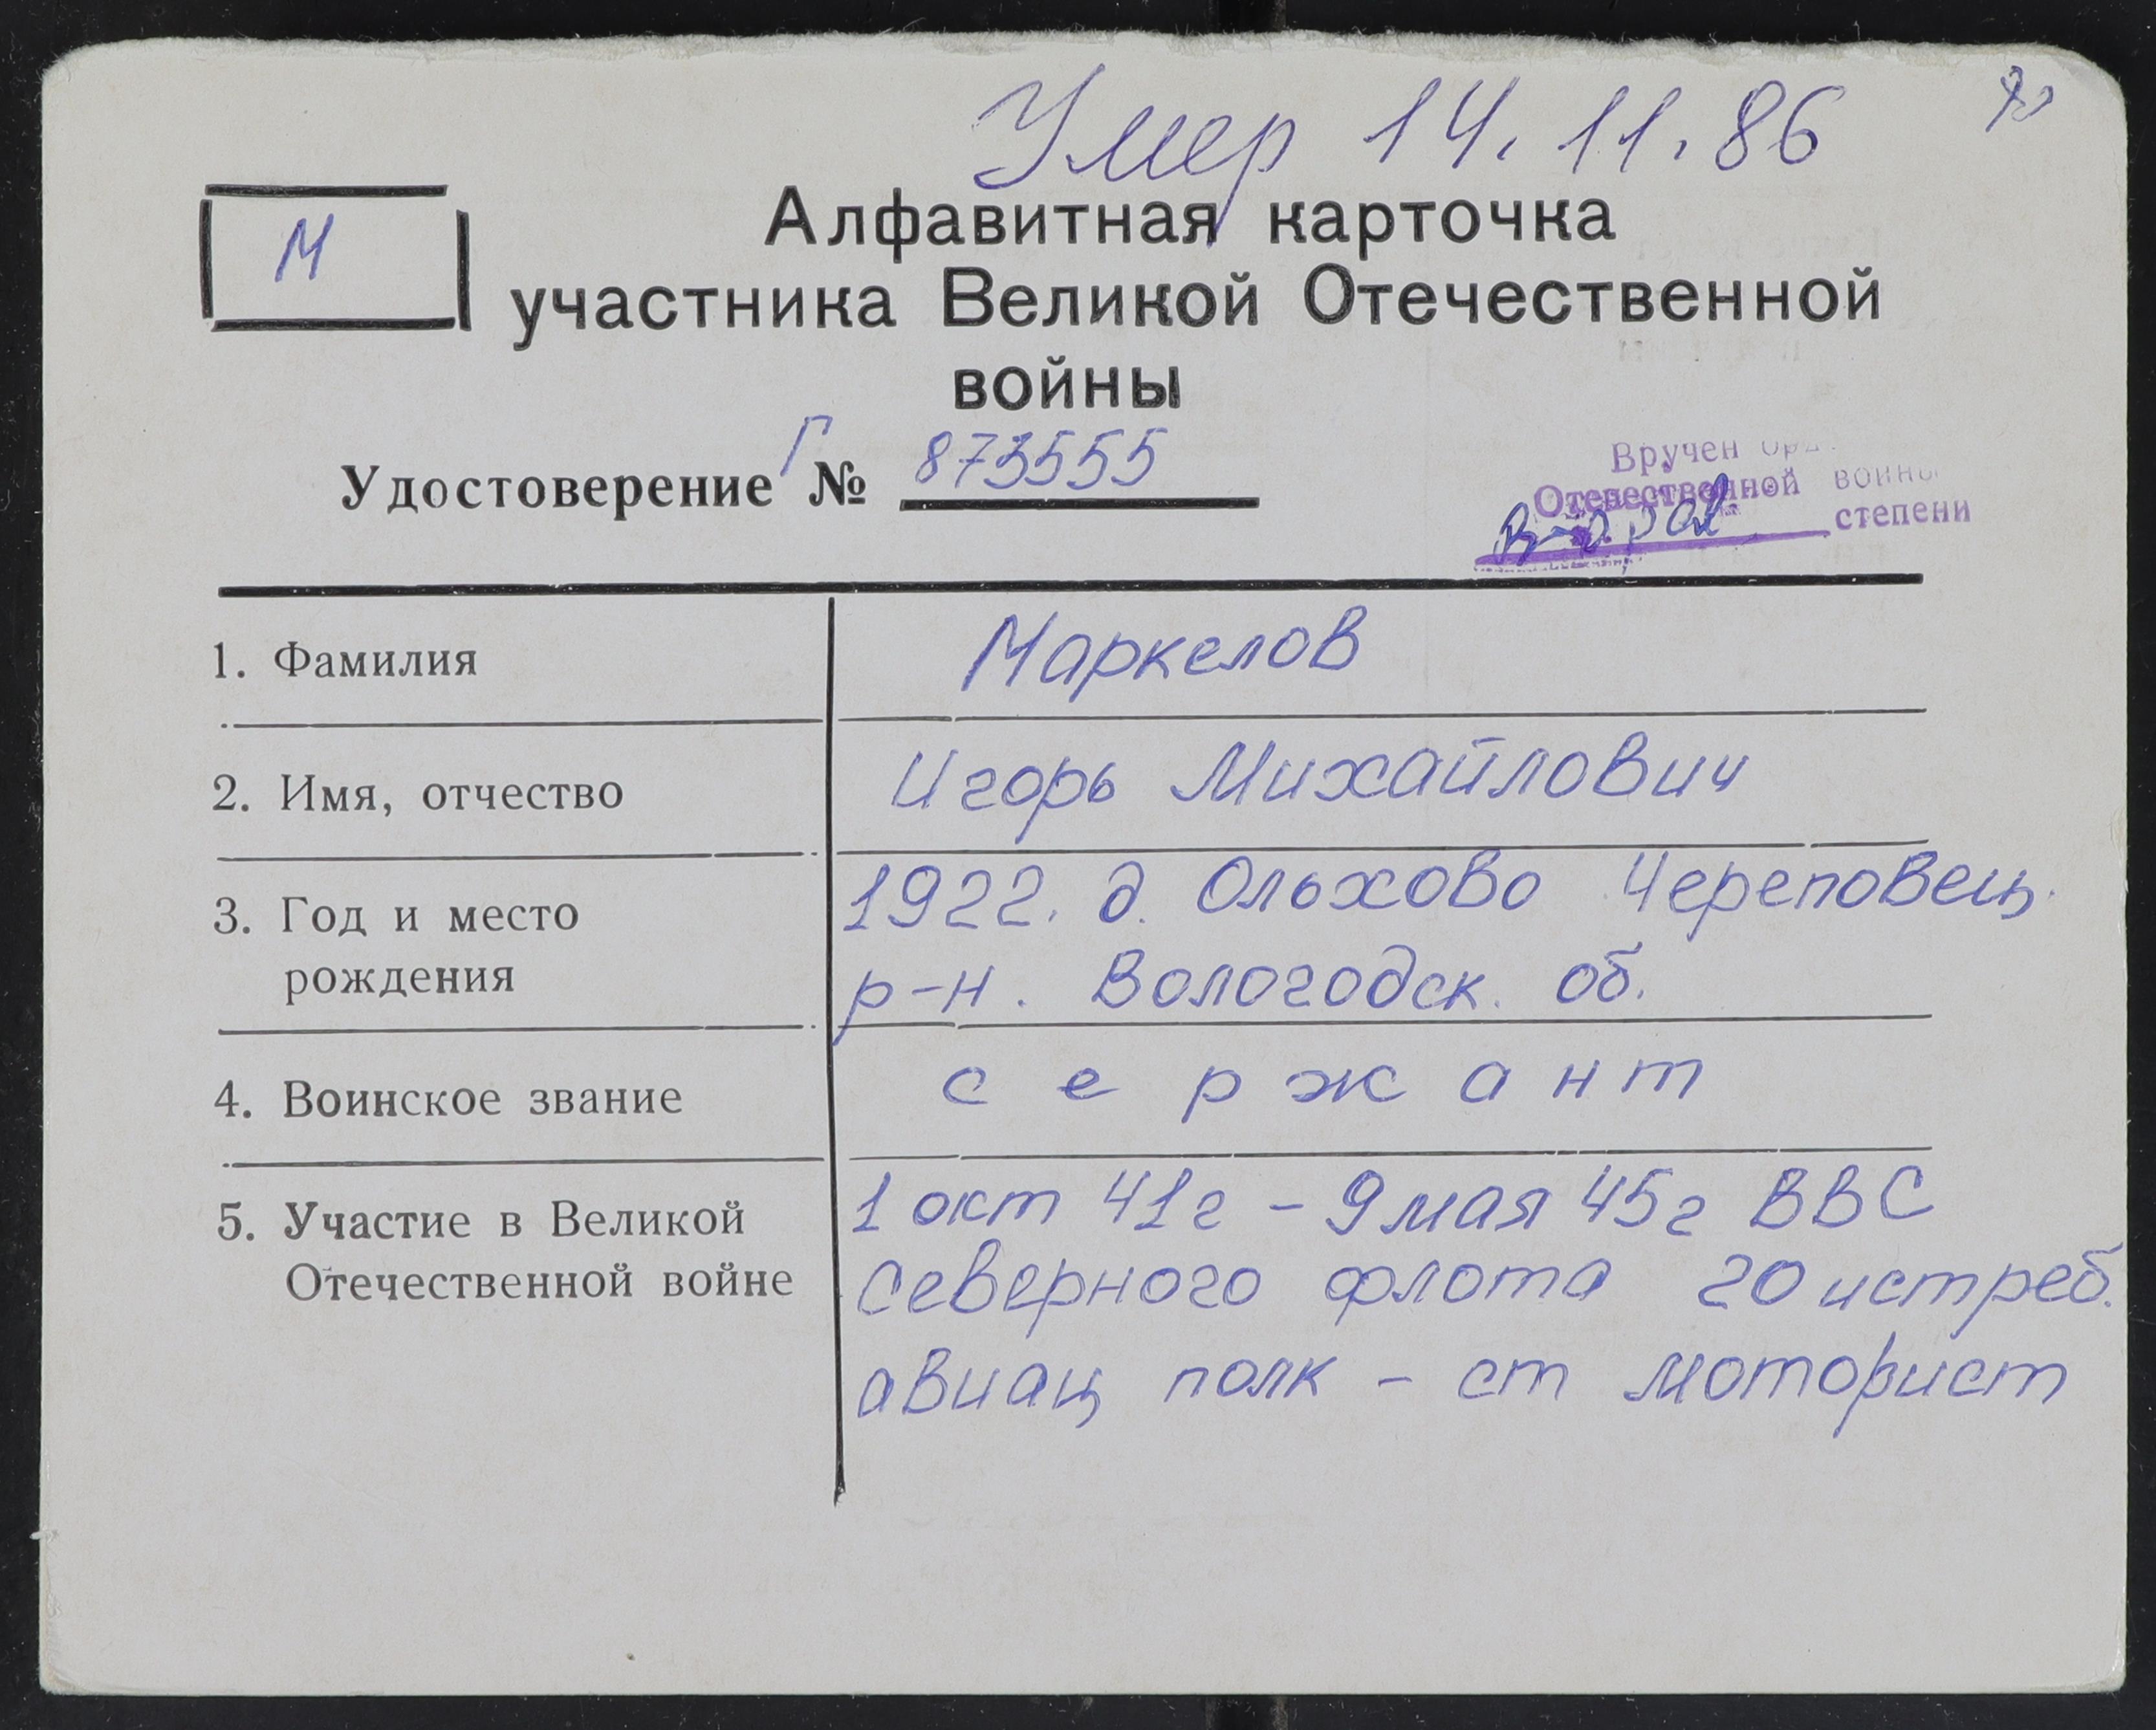 Умер 14.11.86
М
Алфавитная карточка
участника Великой Отечественной
войны
Удостоверение Г № 873555
Вручен
Отечественной войны
степени
1. Фамилия Маркелов
2. Имя, отчество Игорь Михайлович
3. Год и место 1922. д. Ольхово Череповец.
рождения р-н. Вологодск. об.
4. Воинское звание сержант
5. Участие в Великой 1 окт 41г - 9 мая 45г ВВС
Отечественной войне Северного флота 20 истреб.
авиац полк - ст моторист